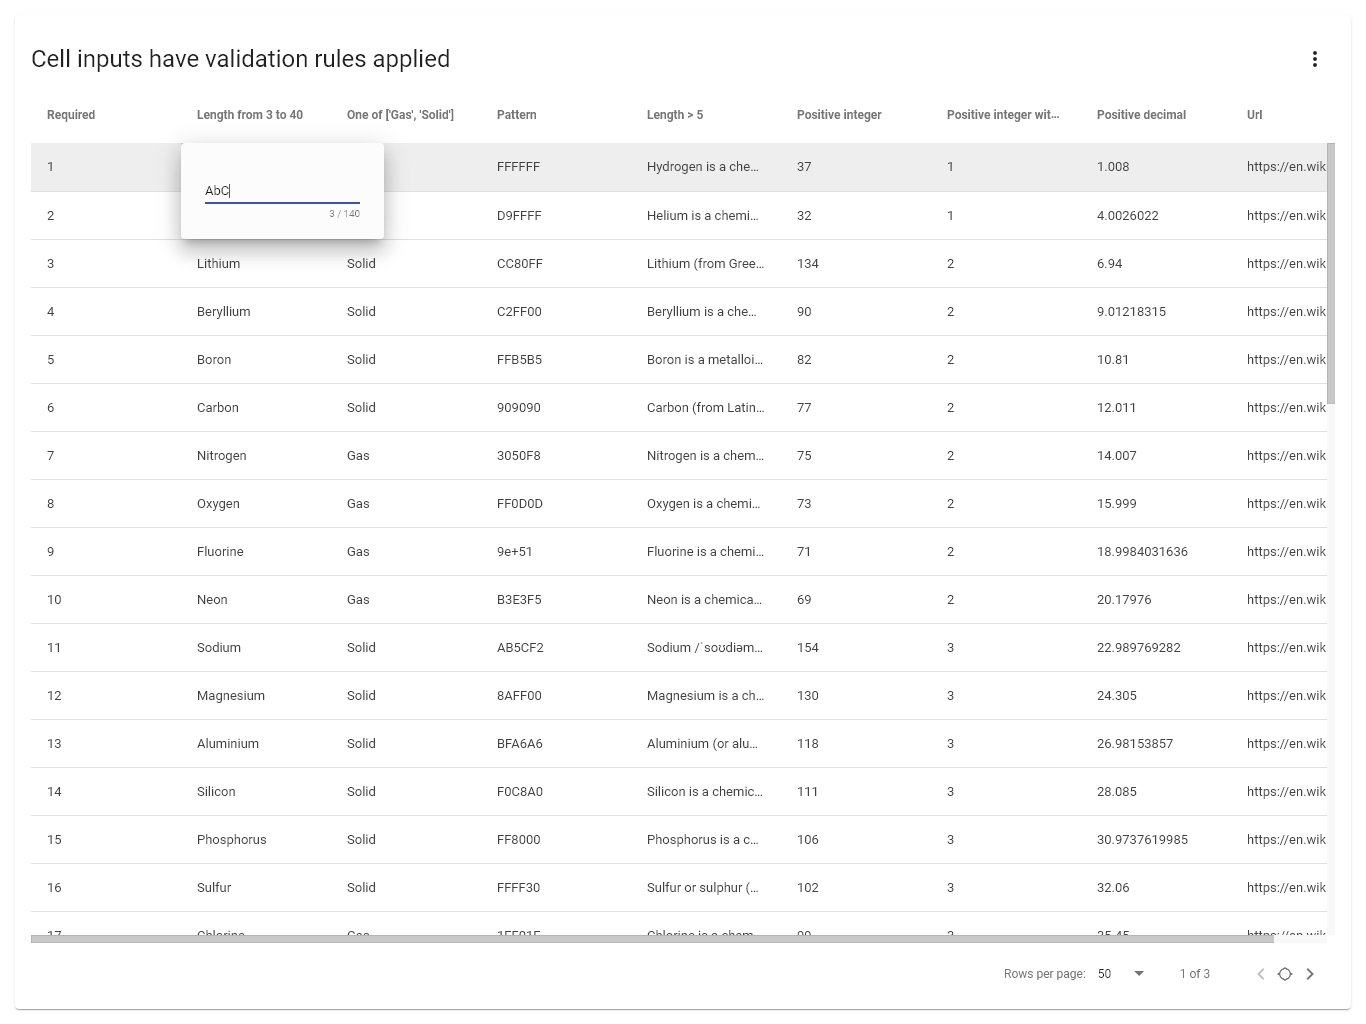 Cell inputs have validation rules applied
Required Length from 3 to 40 One of ['Gas', 'Solid'] Pattern Length > 5 Positive integer Positive integer wit... Positive decimal Url
1 FFFFFF Hydrogen is a che... 37 1 1.008 https://en.wik
AbC
3 / 140
2 D9FFFF Helium is a chemi... 32 1 4.0026022 https://en.wik
3 Lithium Solid CC80FF Lithium (from Gree... 134 2 6.94 https://en.wik
4 Beryllium Solid C2FF00 Beryllium is a che... 90 2 9.01218315 https://en.wik
5 Boron Solid FFB5B5 Boron is a metalloi... 82 2 10.81 https://en.wik
6 Carbon Solid 909090 Carbon (from Latin... 77 2 12.011 https://en.wik
7 Nitrogen Gas 3050F8 Nitrogen is a chem... 75 2 14.007 https://en.wik
8 Oxygen Gas FF0D0D Oxygen is a chemi... 73 2 15.999 https://en.wik
9 Fluorine Gas 9e+51 Fluorine is a chemi... 71 2 18.9984031636 https://en.wik
10 Neon Gas B3E3F5 Neon is a chemica... 69 2 20.17976 https://en.wik
11 Sodium Solid AB5CF2 Sodium /ˈsoʊdiəm... 154 3 22.989769282 https://en.wik
12 Magnesium Solid 8AFF00 Magnesium is a ch... 130 3 24.305 https://en.wik
13 Aluminium Solid BFA6A6 Aluminium (or alu... 118 3 26.98153857 https://en.wik
14 Silicon Solid F0C8A0 Silicon is a chemic... 111 3 28.085 https://en.wik
15 Phosphorus Solid FF8000 Phosphorus is a c... 106 3 30.9737619985 https://en.wik
16 Sulfur Solid FFFF30 Sulfur or sulphur (... 102 3 32.06 https://en.wik
17 Chlorine Gas Chlorine is a chem... 35.45 https://en.wik
Rows per page: 50 1 of 3